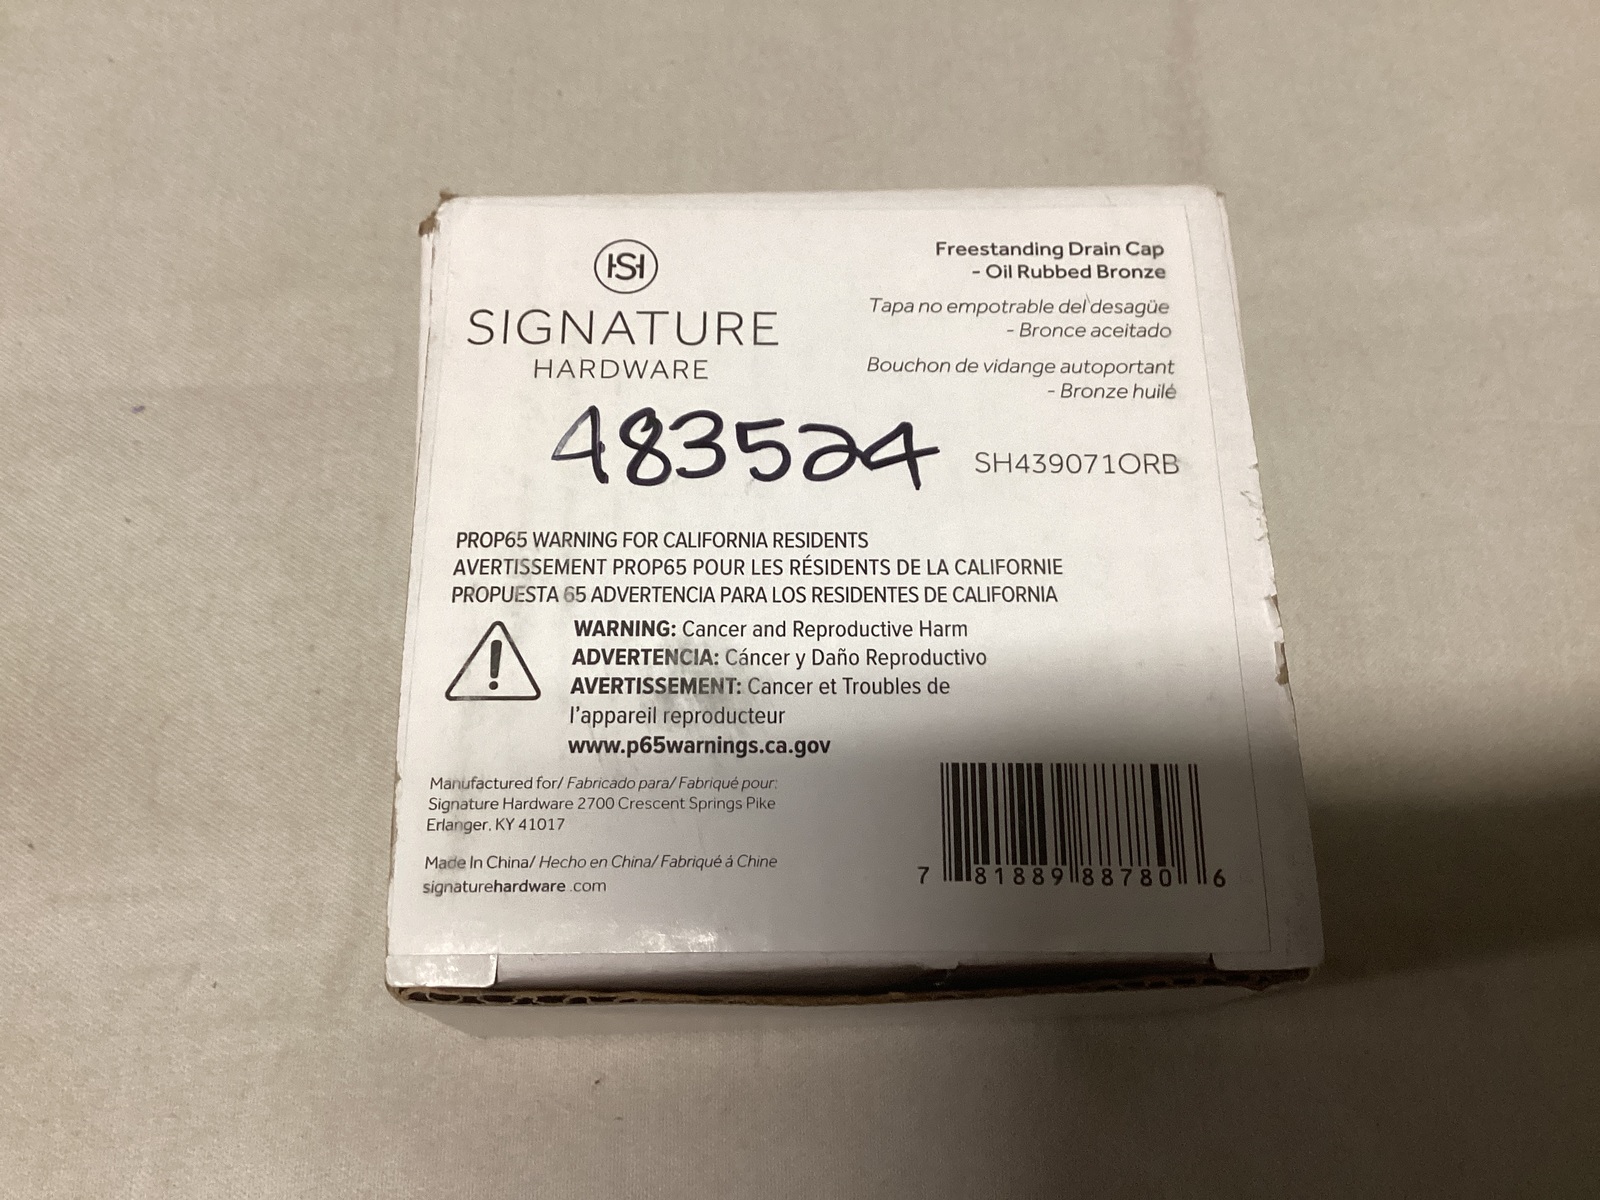 SH
SIGNATURE
HARDWARE
Freestanding Drain Cap
- Oil Rubbed Bronze
Tapa no empotrable del desagüe
- Bronce aceitado
Bouchon de vidange autoportant
- Bronze huilé
483524
SH439071ORB
PROP65 WARNING FOR CALIFORNIA RESIDENTS
AVERTISSEMENT PROP65 POUR LES RÉSIDENTS DE LA CALIFORNIE
PROPUESTA 65 ADVERTENCIA PARA LOS RESIDENTES DE CALIFORNIA
WARNING: Cancer and Reproductive Harm
ADVERTENCIA: Cáncer y Daño Reproductivo
AVERTISSEMENT: Cancer et Troubles de
l'appareil reproducteur
www.p65warnings.ca.gov
Manufactured for/ Fabricado para/ Fabriqué pour:
Signature Hardware 2700 Crescent Springs Pike
Erlanger, KY 41017
Made In China/ Hecho en China/ Fabriqué á Chine
signaturehardware.com
7 81889 88780 6